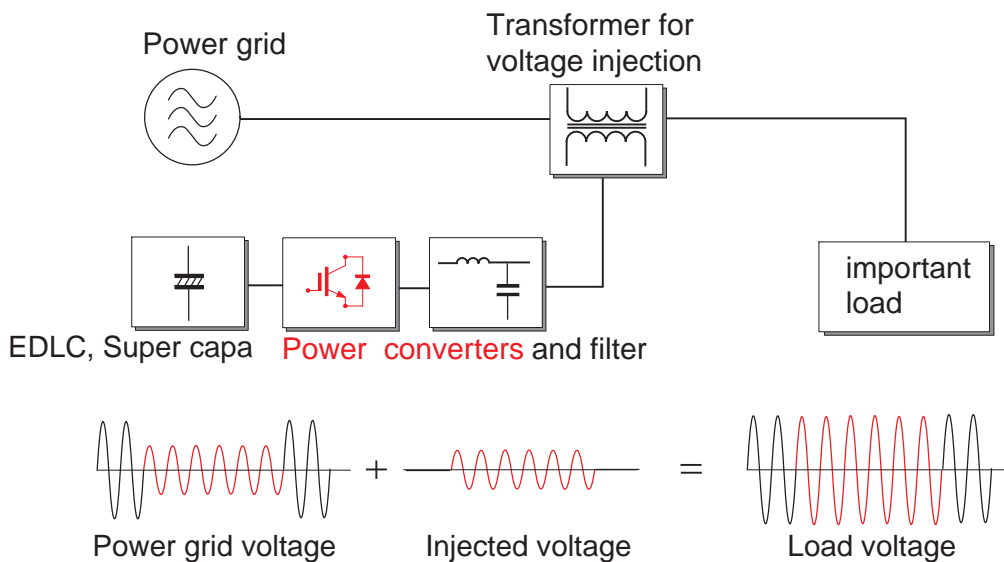 Power grid
Transformer for
voltage injection
important
load
EDLC, Super capa
Power converters and filter
+
=
Power grid voltage
Injected voltage
Load voltage